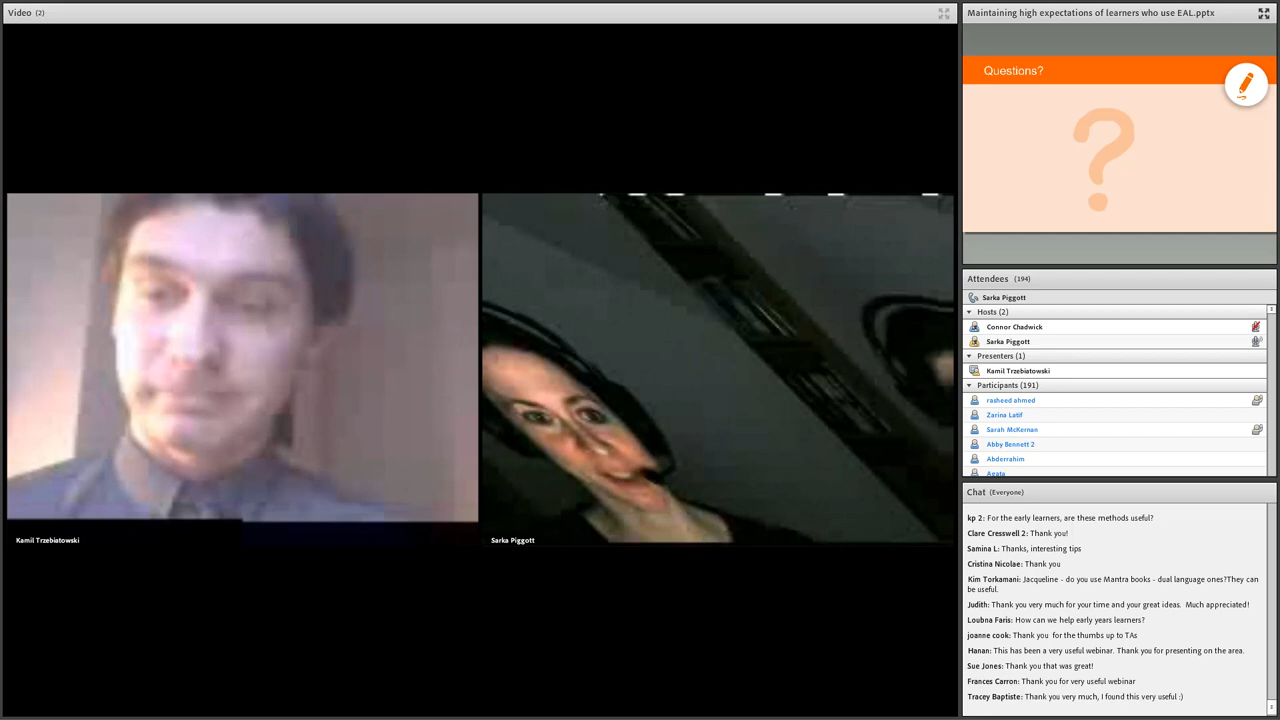 Video (2)
Kamil Trzebiatowski
Sarka Piggott
Maintaining high expectations of learners who use EAL.pptx
Questions?
?
Attendees (194)
Sarka Piggott
Hosts (2)
Connor Chadwick
Sarka Piggott
Presenters (1)
Kamil Trzebiatowski
Participants (191)
rasheed ahmed
Zarina Latif
Sarah McKernan
Abby Bennett 2
Abderrahim
Agata
Chat (Everyone)
kp 2: For the early learners, are these methods useful?
Clare Cresswell 2: Thank you!
Samina L: Thanks, interesting tips
Cristina Nicolae: Thank you
Kim Torkamani: Jacqueline - do you use Mantra books - dual language ones?They can
be useful.
Judith: Thank you very much for your time and your great ideas.  Much appreciated!
Loubna Faris: How can we help early years learners?
joanne cook: Thank you  for the thumbs up to TAs
Hanan: This has been a very useful webinar. Thank you for presenting on the area.
Sue Jones: Thank you that was great!
Frances Carron: Thank you for very useful webinar
Tracey Baptiste: Thank you very much, I found this very useful :)